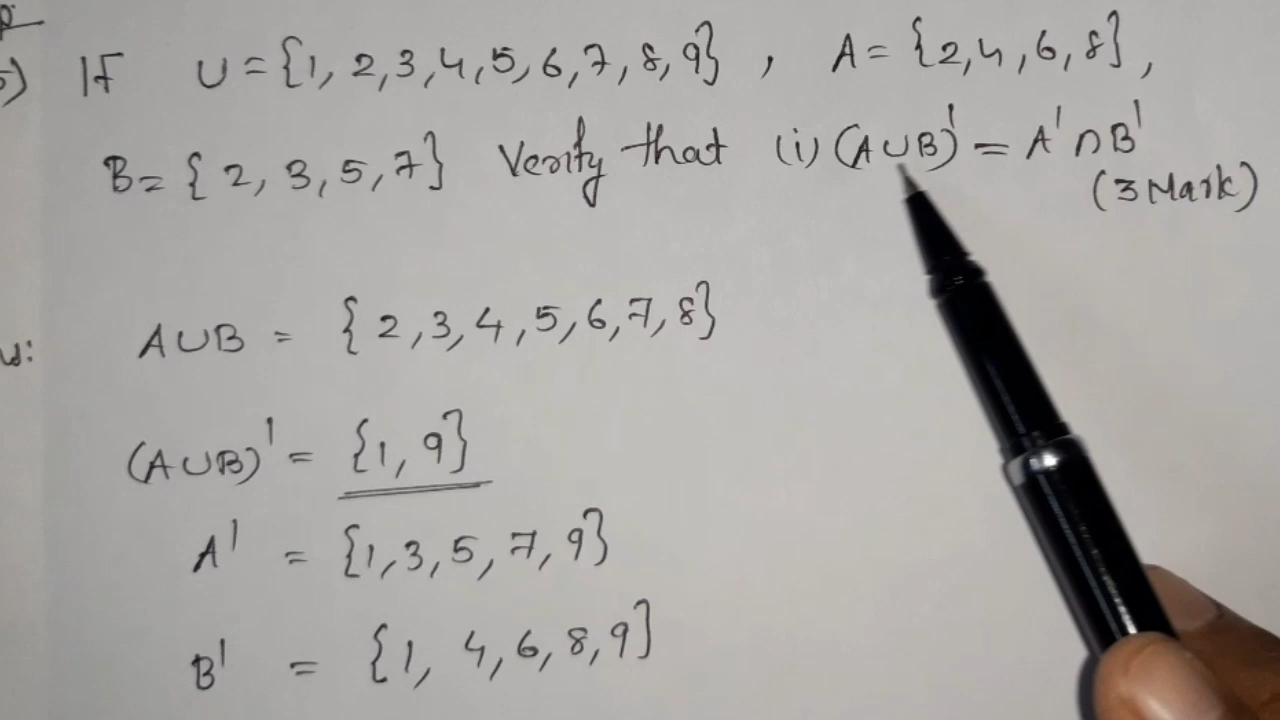 If U = {1, 2, 3, 4, 5, 6, 7, 8, 9} , A = {2, 4, 6, 8},
B = {2, 3, 5, 7} Verify that (i) (A∪B)' = A' ∩ B'
(3 Mark)
A∪B = {2, 3, 4, 5, 6, 7, 8}
(A∪B)' = {1, 9}
A' = {1, 3, 5, 7, 9}
B' = {1, 4, 6, 8, 9}